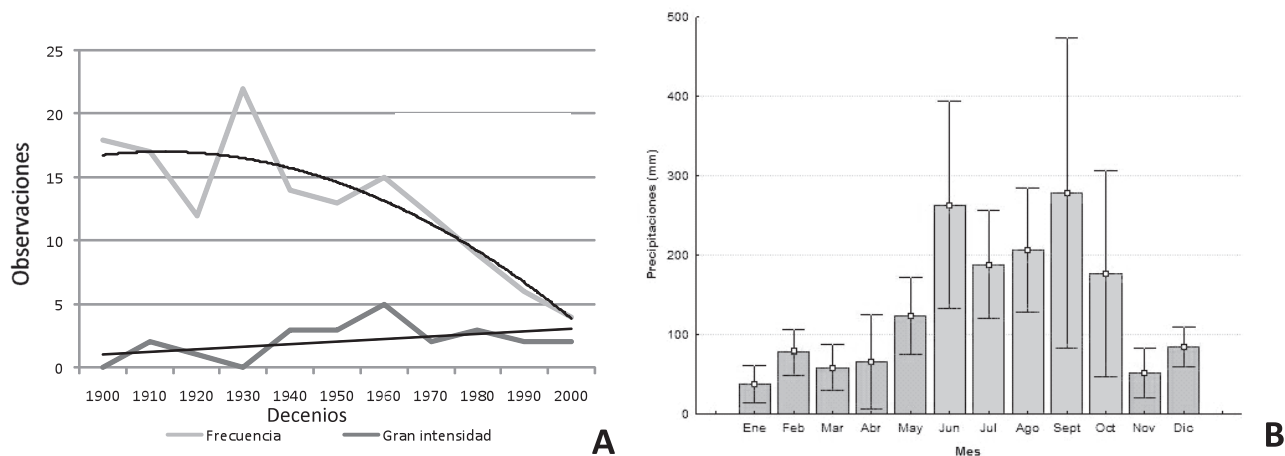 25
20
15
10
5
0
Observaciones
1900 1910 1920 1930 1940 1950 1960 1970 1980 1990 2000
Decenios
Frecuencia Gran intensidad
A
500
400
300
200
100
0
Precipitaciones (mm)
Ene Feb Mar Abr May Jun Jul Ago Sept Oct Nov Dic
Mes
B